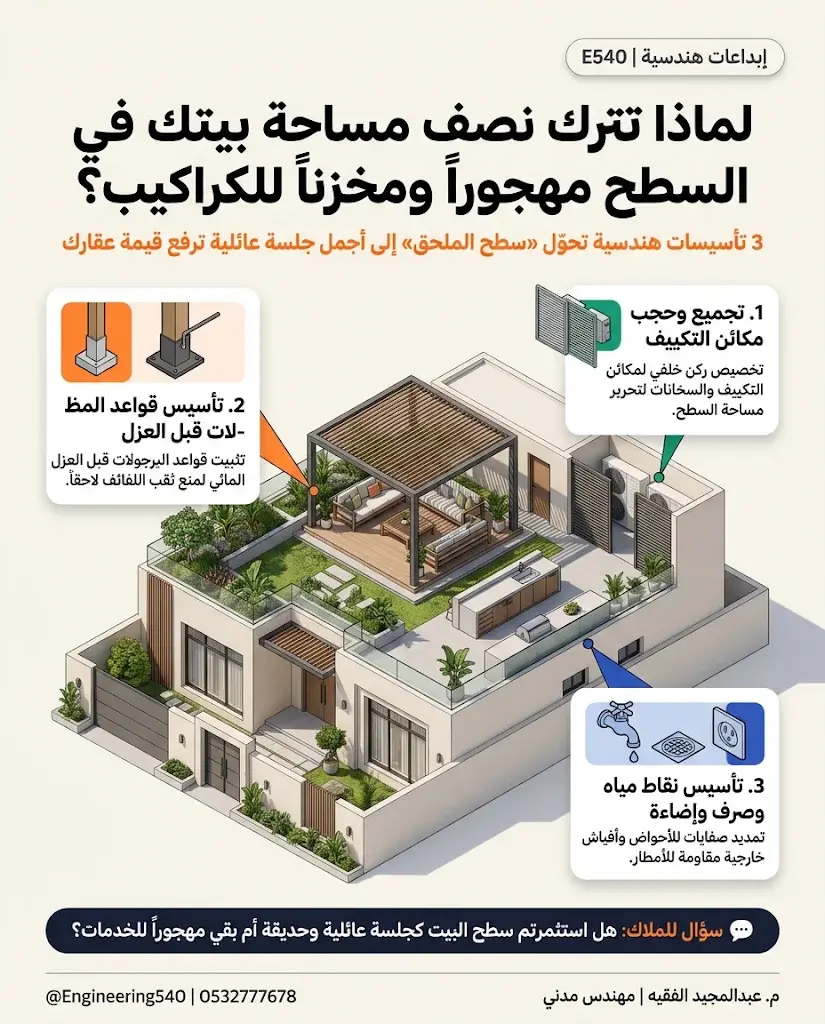 إبداعات هندسية | E540
لماذا تترك نصف مساحة بيتك في
السطح مهجوراً ومخزناً للكراكيب؟
3 تأسيسات هندسية تحوّل «سطح الملحق» إلى أجمل جلسة عائلية ترفع قيمة عقارك
1. تجميع وحجب
مكائن التكييف
تخصيص ركن خلفي لمكائن
التكييف والسخانات لتحرير
مساحة السطح.
2. تأسيس قواعد المظ
-لات قبل العزل
تثبيت قواعد البرجولات قبل العزل
المائي لمنع ثقب اللفائف لاحقاً.
3. تأسيس نقاط مياه
وصرف وإضاءة
تمديد صفايات للأحواض وأفياش
خارجية مقاومة للأمطار.
سؤال للملاك: هل استثمرتم سطح البيت كجلسة عائلية وحديقة أم بقي مهجوراً للخدمات؟
م. عبدالمجيد الفقيه | مهندس مدني
@Engineering540 | 0532777678